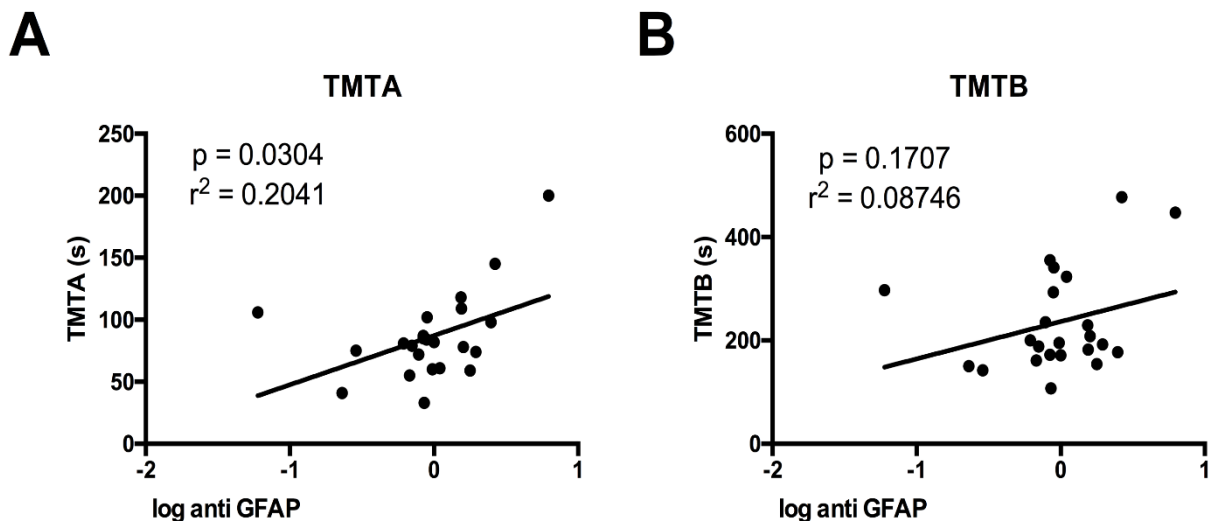 A
TMTA
p = 0.0304
r² = 0.2041
250
200
150
100
50
0
TMTA (s)
-2
-1
0
1
log anti GFAP
B
TMTB
p = 0.1707
r² = 0.08746
600
400
200
0
TMTB (s)
-2
-1
0
1
log anti GFAP